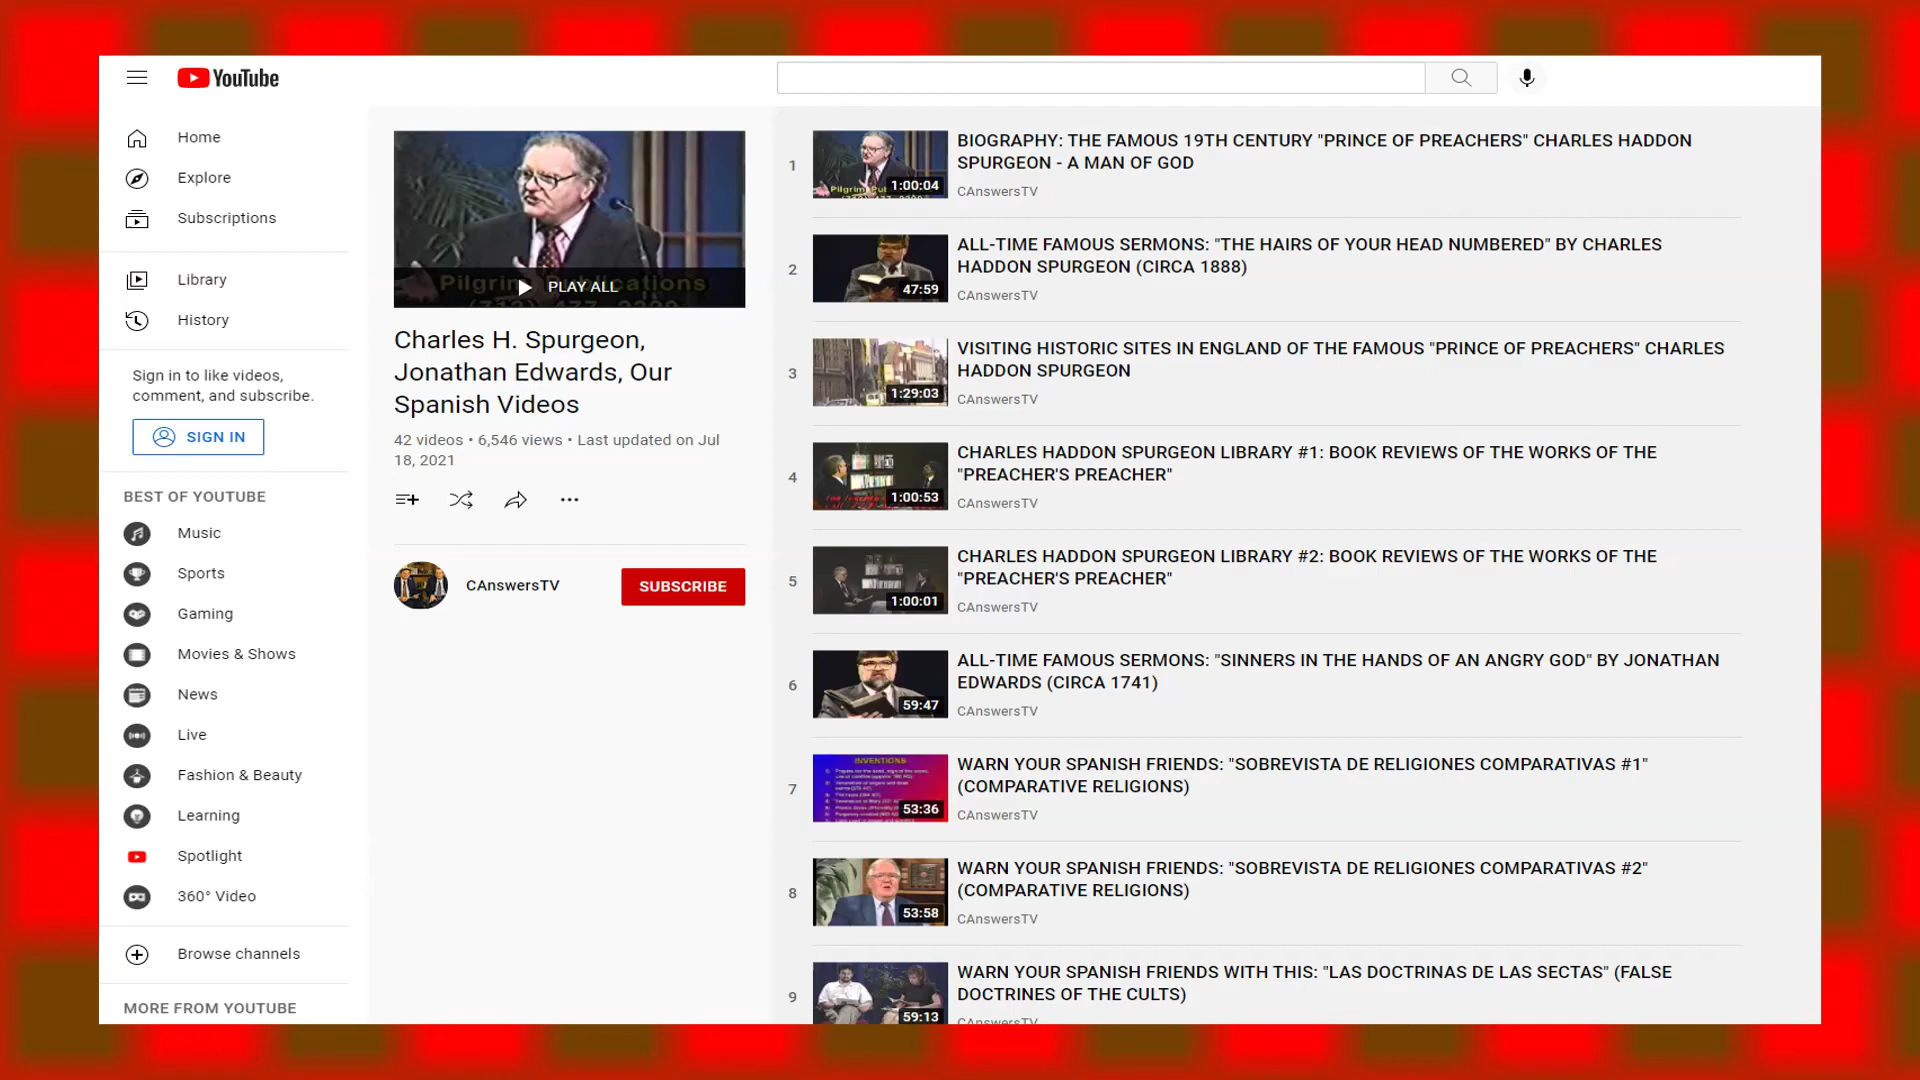 YouTube
Home
Explore
Subscriptions
Library
History
Sign in to like videos,
comment, and subscribe.
SIGN IN
BEST OF YOUTUBE
Music
Sports
Gaming
Movies & Shows
News
Live
Fashion & Beauty
Learning
Spotlight
360° Video
Browse channels
MORE FROM YOUTUBE
Pilgrim Publications
PLAY ALL
Charles H. Spurgeon,
Jonathan Edwards, Our
Spanish Videos
42 videos • 6,546 views • Last updated on Jul
18, 2021
CAnswersTV
SUBSCRIBE
1
1:00:04
BIOGRAPHY: THE FAMOUS 19TH CENTURY "PRINCE OF PREACHERS" CHARLES HADDON
SPURGEON - A MAN OF GOD
CAnswersTV
2
47:59
ALL-TIME FAMOUS SERMONS: "THE HAIRS OF YOUR HEAD NUMBERED" BY CHARLES
HADDON SPURGEON (CIRCA 1888)
CAnswersTV
3
1:29:03
VISITING HISTORIC SITES IN ENGLAND OF THE FAMOUS "PRINCE OF PREACHERS" CHARLES
HADDON SPURGEON
CAnswersTV
4
1:00:53
CHARLES HADDON SPURGEON LIBRARY #1: BOOK REVIEWS OF THE WORKS OF THE
"PREACHER'S PREACHER"
CAnswersTV
5
1:00:01
CHARLES HADDON SPURGEON LIBRARY #2: BOOK REVIEWS OF THE WORKS OF THE
"PREACHER'S PREACHER"
CAnswersTV
6
59:47
ALL-TIME FAMOUS SERMONS: "SINNERS IN THE HANDS OF AN ANGRY GOD" BY JONATHAN
EDWARDS (CIRCA 1741)
CAnswersTV
7
INVENTIONS
53:36
WARN YOUR SPANISH FRIENDS: "SOBREVISTA DE RELIGIONES COMPARATIVAS #1"
(COMPARATIVE RELIGIONS)
CAnswersTV
8
53:58
WARN YOUR SPANISH FRIENDS: "SOBREVISTA DE RELIGIONES COMPARATIVAS #2"
(COMPARATIVE RELIGIONS)
CAnswersTV
9
59:13
WARN YOUR SPANISH FRIENDS WITH THIS: "LAS DOCTRINAS DE LAS SECTAS" (FALSE
DOCTRINES OF THE CULTS)
CAnswersTV